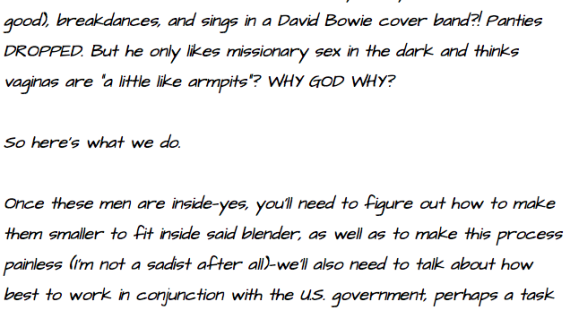 good), breakdances, and sings in a David Bowie cover band?! Panties
DROPPED. But he only likes missionary sex in the dark and thinks
vaginas are "a little like armpits"? WHY GOD WHY?
So here's what we do.
Once these men are inside-yes, you'll need to figure out how to make
them smaller to fit inside said blender, as well as to make this process
painless (I'm not a sadist after all)-we'll also need to talk about how
best to work in conjunction with the U.S. government, perhaps a task